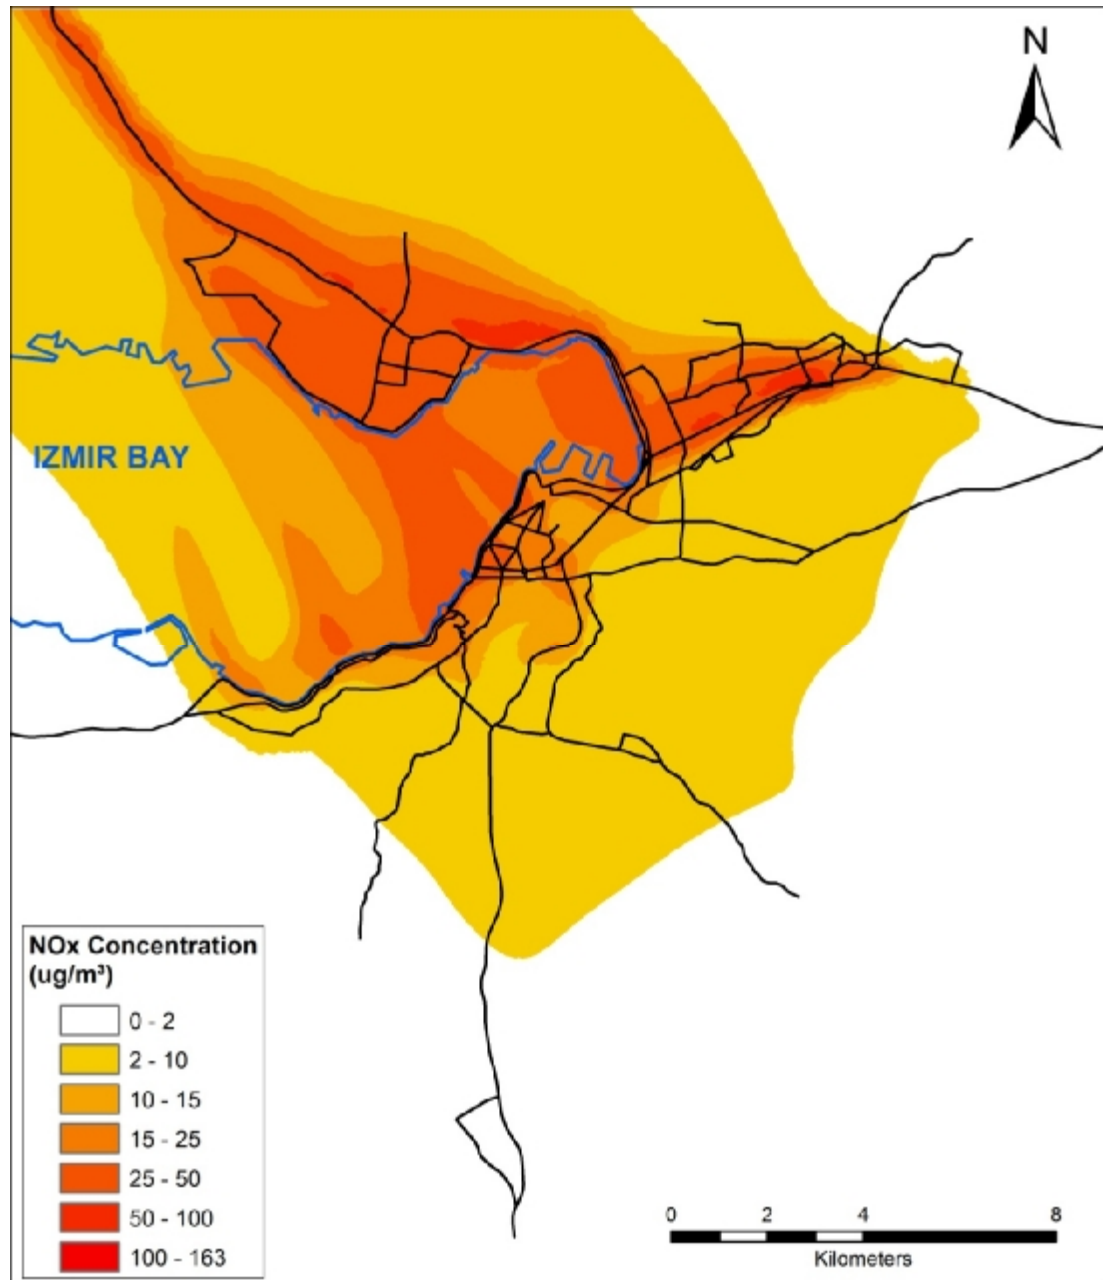 N
IZMIR BAY
NOx Concentration
(ug/m³)
0 - 2
2 - 10
10 - 15
15 - 25
25 - 50
50 - 100
100 - 163
0 2 4 8
Kilometers